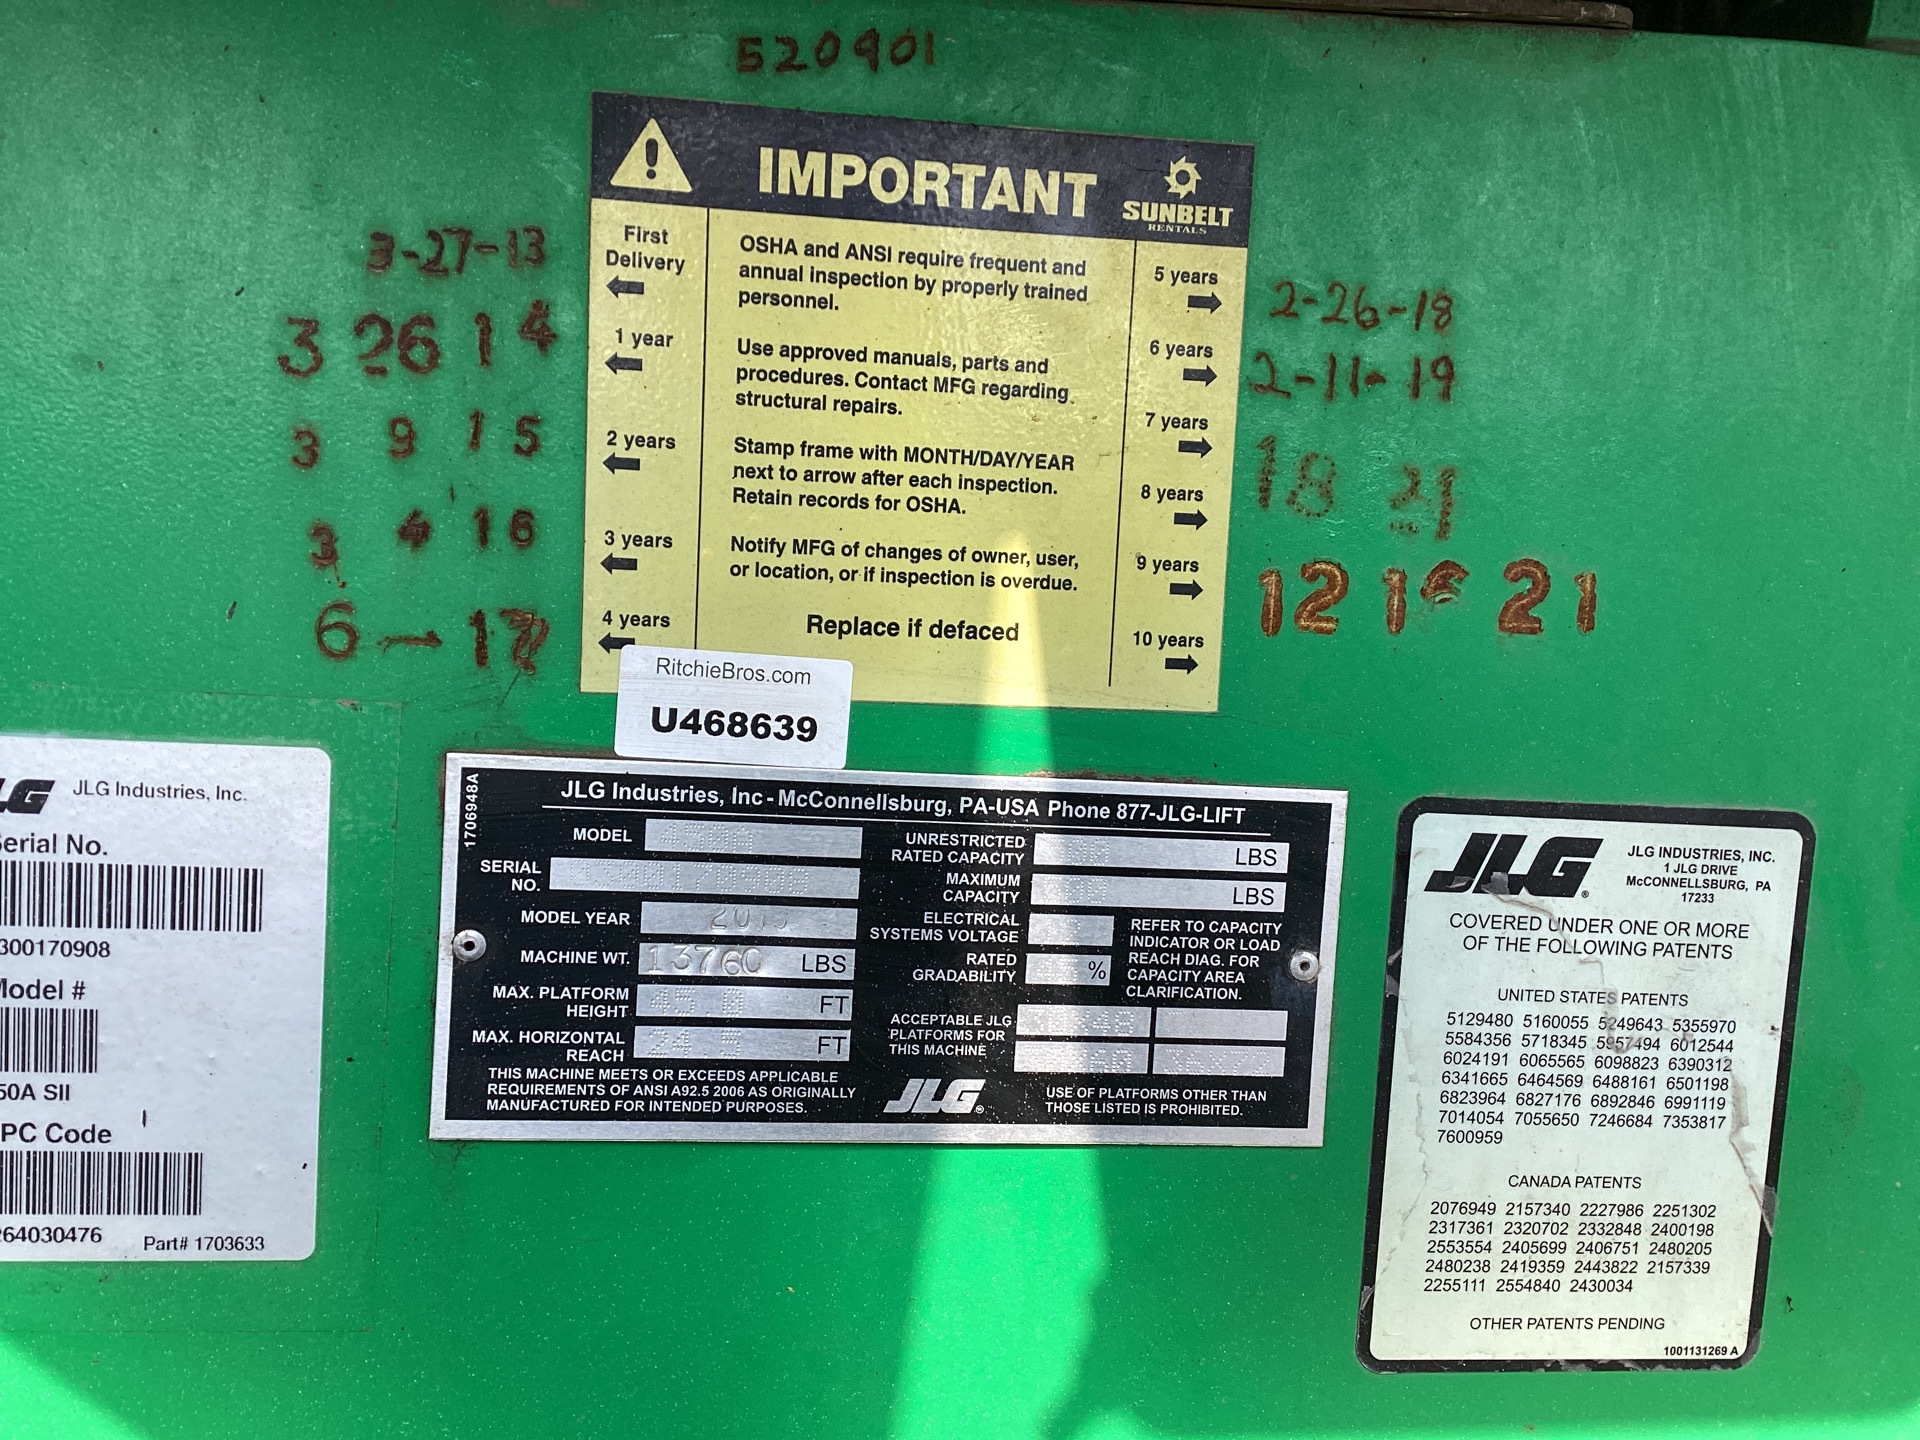 520901
IMPORTANT
SUNBELT
RENTALS
First
Delivery
1 year
2 years
3 years
4 years
OSHA and ANSI require frequent and
annual inspection by properly trained
personnel.
Use approved manuals, parts and
procedures. Contact MFG regarding
structural repairs.
Stamp frame with MONTH/DAY/YEAR
next to arrow after each inspection.
Retain records for OSHA.
Notify MFG of changes of owner, user,
or location, or if inspection is overdue.
Replace if defaced
5 years
6 years
7 years
8 years
9 years
10 years
3-27-13
3 26 14
3 9 15
3 4 16
6 -
2-26-18
2-11-19
18 21
12 21
RitchieBros.com
U468639
JLG Industries, Inc.
Serial No.
300170908
Model #
50A SII
PC Code
64030476
Part# 1703633
1706948A
JLG Industries, Inc - McConnellsburg, PA-USA Phone 877-JLG-LIFT
MODEL
SERIAL
NO. 0300170908
MODEL YEAR
MACHINE WT. 13760 LBS
MAX. PLATFORM
HEIGHT 45.0 FT
MAX. HORIZONTAL
REACH 24.5 FT
THIS MACHINE MEETS OR EXCEEDS APPLICABLE
REQUIREMENTS OF ANSI A92.5 2006 AS ORIGINALLY
MANUFACTURED FOR INTENDED PURPOSES.
UNRESTRICTED
RATED CAPACITY LBS
MAXIMUM
CAPACITY LBS
ELECTRICAL
SYSTEMS VOLTAGE
RATED
GRADABILITY %
REFER TO CAPACITY
INDICATOR OR LOAD
REACH DIAG. FOR
CAPACITY AREA
CLARIFICATION.
ACCEPTABLE JLG
PLATFORMS FOR
THIS MACHINE
36X72
JLG
USE OF PLATFORMS OTHER THAN
THOSE LISTED IS PROHIBITED.
JLG
JLG INDUSTRIES, INC.
1 JLG DRIVE
McCONNELLSBURG, PA
17233
COVERED UNDER ONE OR MORE
OF THE FOLLOWING PATENTS
UNITED STATES PATENTS
5129480 5160055 5249643 5355970
5584356 5718345 5957494 6012544
6024191 6065565 6098823 6390312
6341665 6464569 6488161 6501198
6823964 6827176 6892846 6991119
7014054 7055650 7246684 7353817
7600959
CANADA PATENTS
2076949 2157340 2227986 2251302
2317361 2320702 2332848 2400198
2553554 2405699 2406751 2480205
2480238 2419359 2443822 2157339
2255111 2554840 2430034
OTHER PATENTS PENDING
1001131269 A